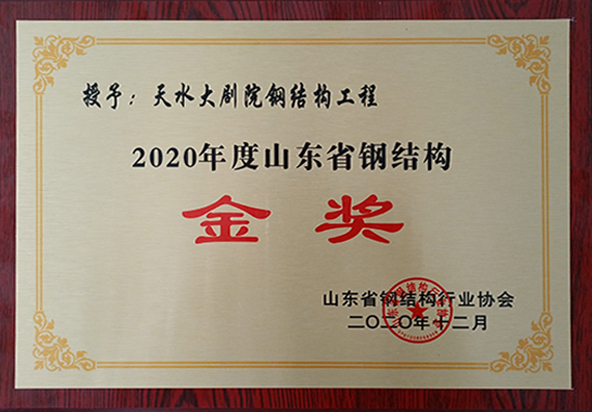 授予：天水大剧院钢结构工程
2020年度山东省钢结构
金奖
山东省钢结构行业协会
二〇二〇年十二月